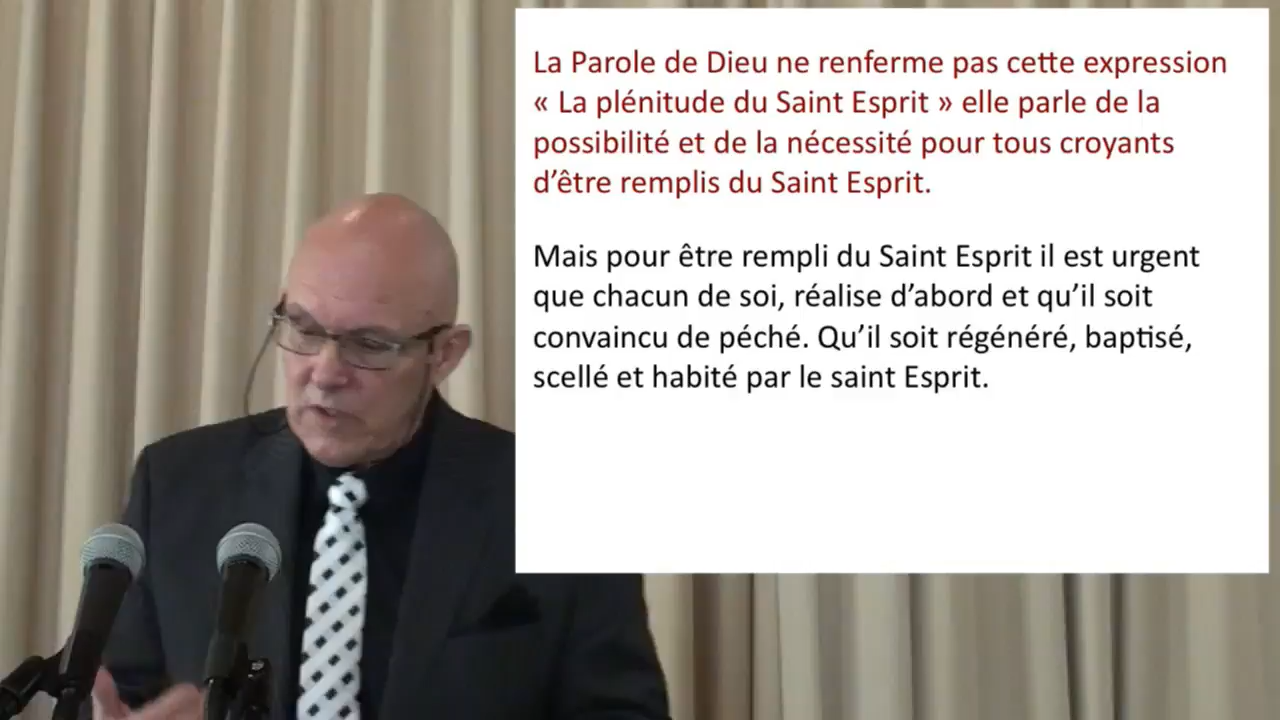 La Parole de Dieu ne renferme pas cette expression
« La plénitude du Saint Esprit » elle parle de la
possibilité et de la nécessité pour tous croyants
d’être remplis du Saint Esprit.
Mais pour être rempli du Saint Esprit il est urgent
que chacun de soi, réalise d’abord et qu’il soit
convaincu de péché. Qu’il soit régénéré, baptisé,
scellé et habité par le saint Esprit.